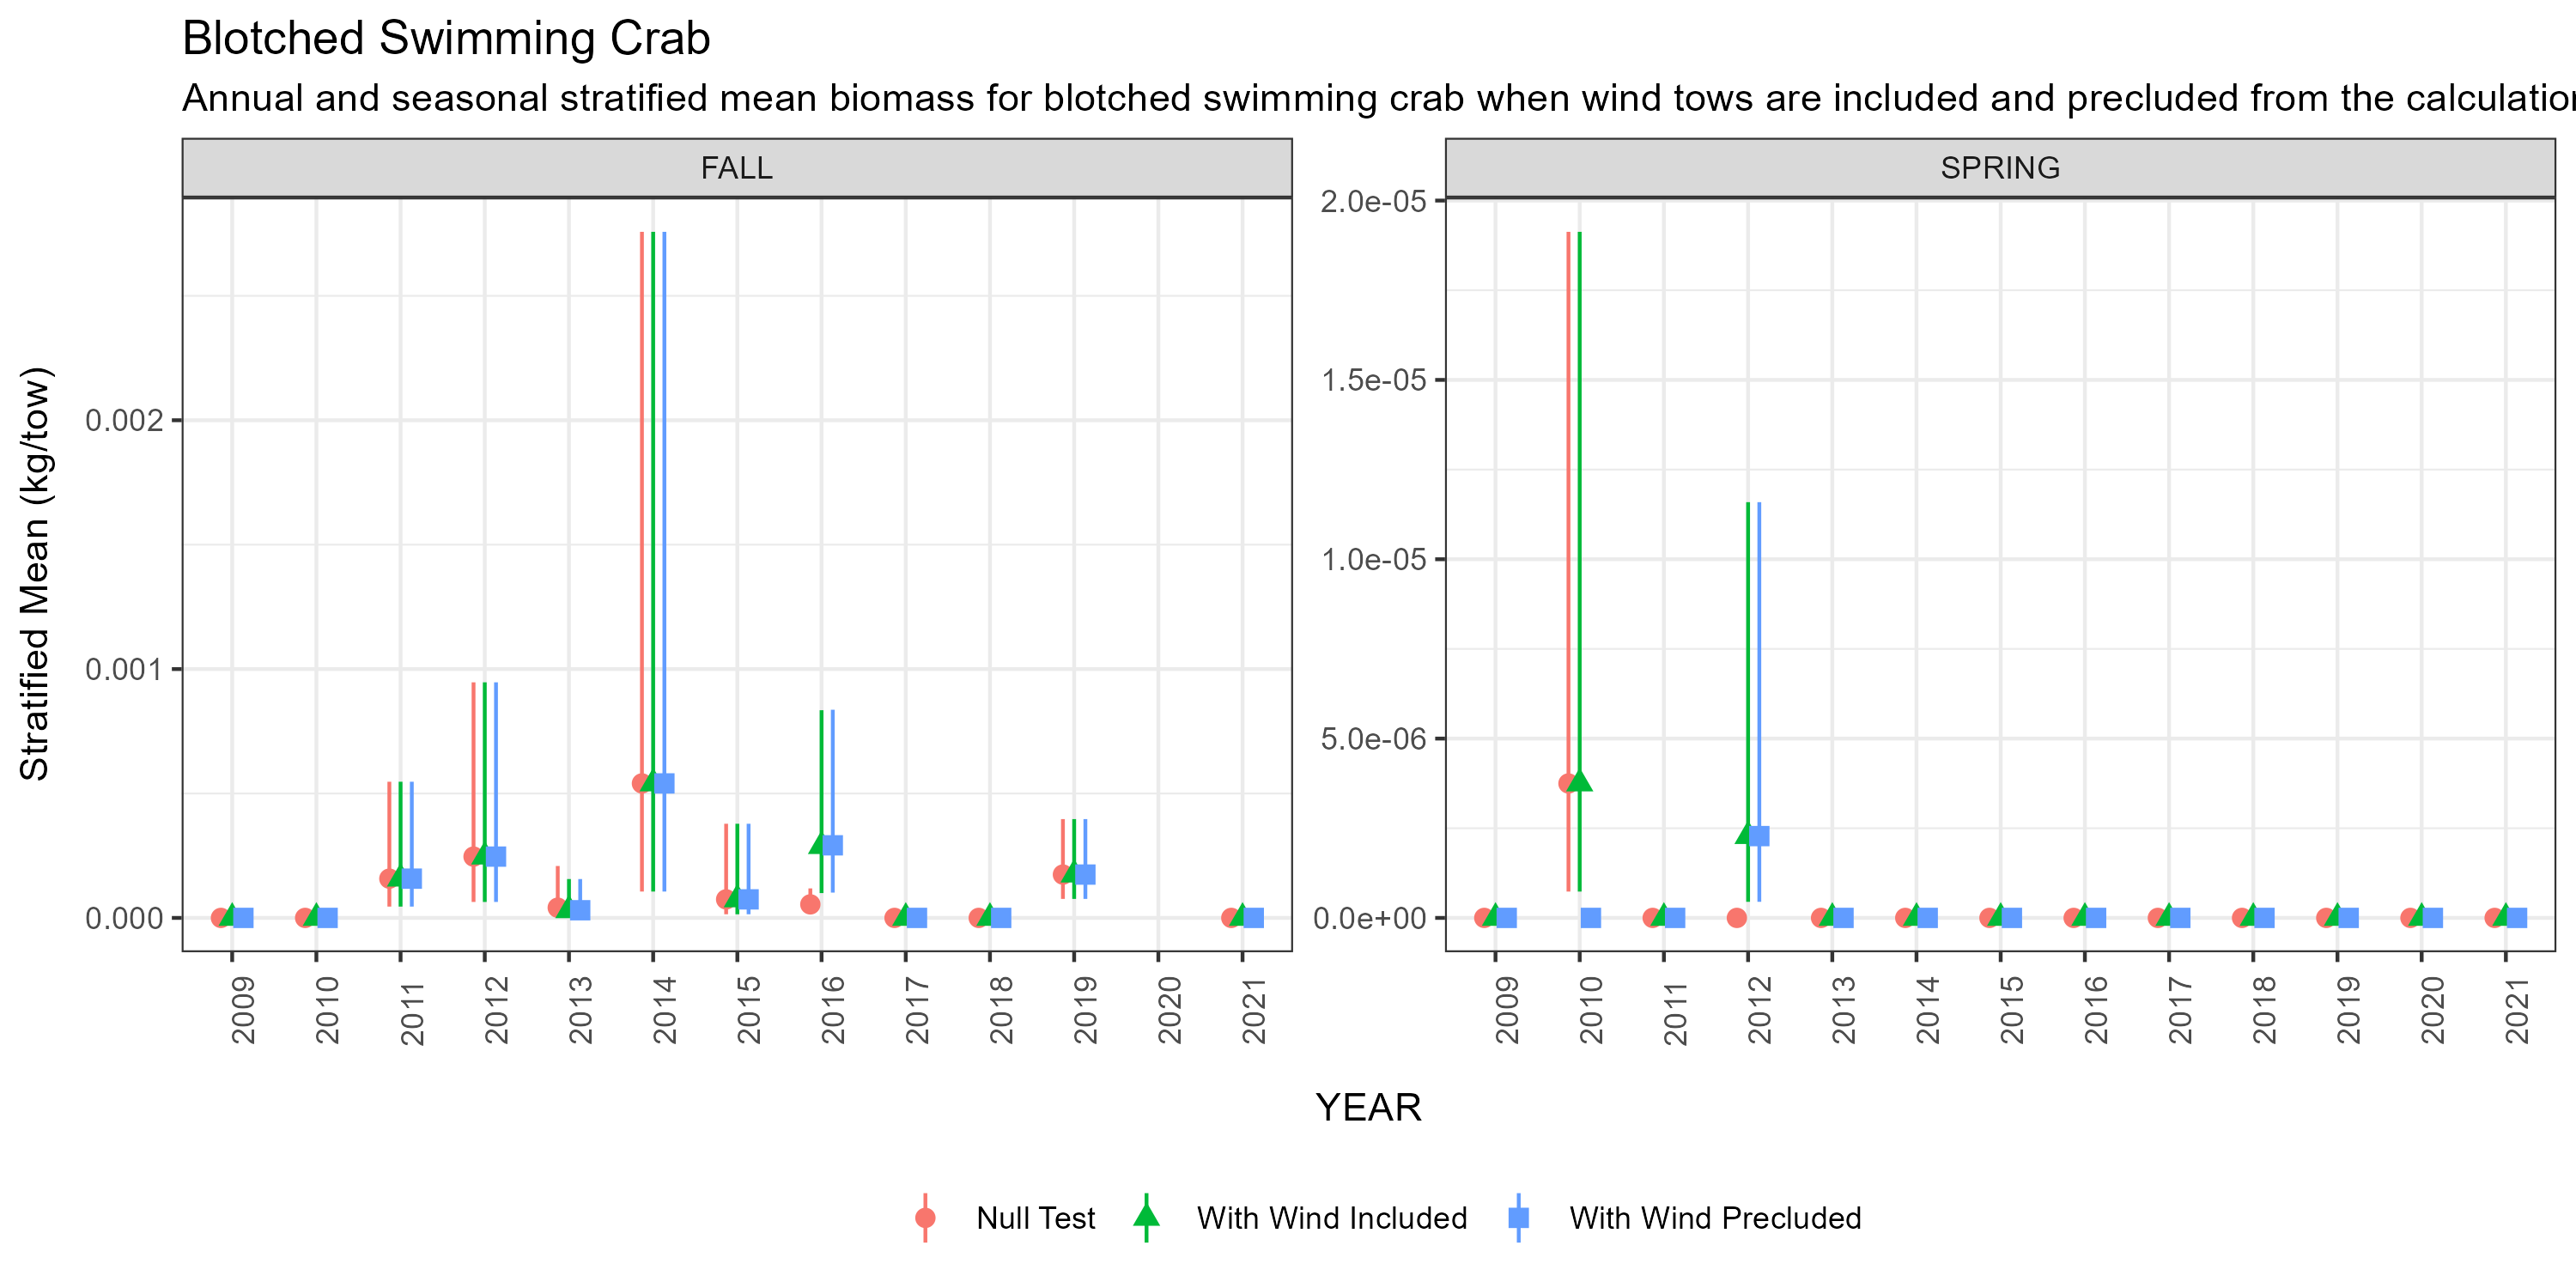 Blotched Swimming Crab
Annual and seasonal stratified mean biomass for blotched swimming crab when wind tows are included and precluded from the calculation
FALL
SPRING
Stratified Mean (kg/tow)
0.002
0.001
0.000
2.0e-05
1.5e-05
1.0e-05
5.0e-06
0.0e+00
2009 2010 2011 2012 2013 2014 2015 2016 2017 2018 2019 2020 2021
2009 2010 2011 2012 2013 2014 2015 2016 2017 2018 2019 2020 2021
YEAR
Null Test With Wind Included With Wind Precluded